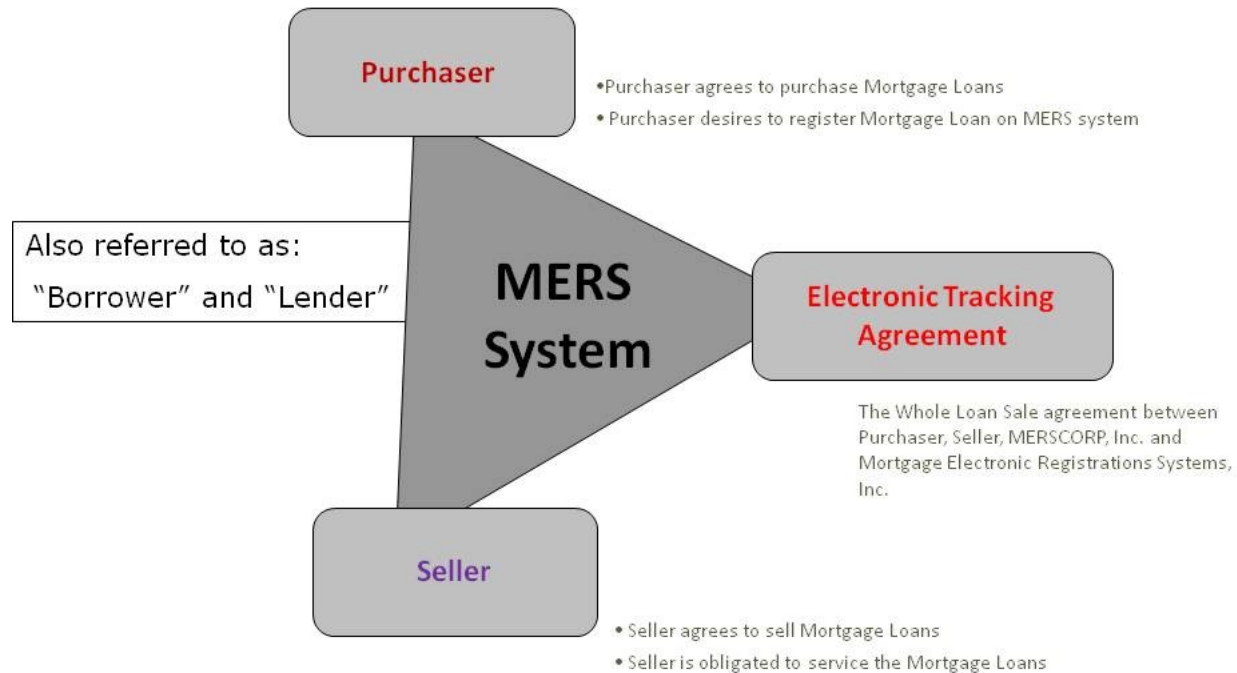 Purchaser
•Purchaser agrees to purchase Mortgage Loans
• Purchaser desires to register Mortgage Loan on MERS system
Also referred to as:
“Borrower” and “Lender”
MERS
System
Electronic Tracking
Agreement
The Whole Loan Sale agreement between
Purchaser, Seller, MERSCORP, Inc. and
Mortgage Electronic Registrations Systems,
Inc.
Seller
• Seller agrees to sell Mortgage Loans
• Seller is obligated to service the Mortgage Loans